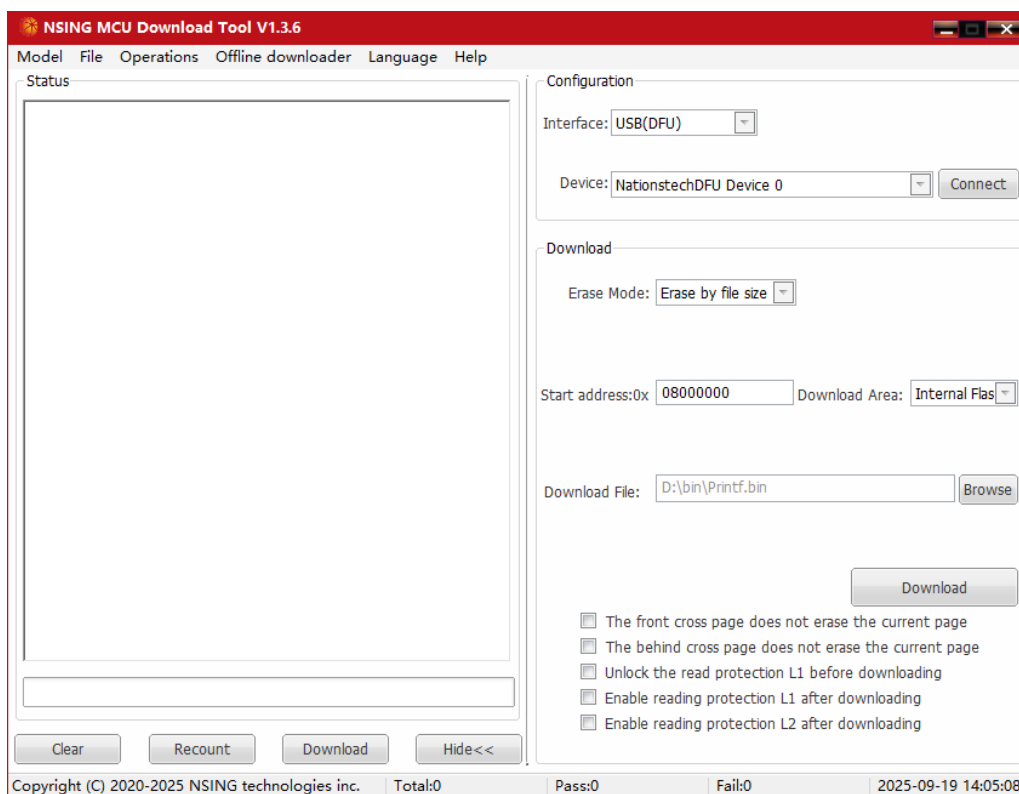 NSING MCU Download Tool V1.3.6
Model File Operations Offline downloader Language Help
Status
Configuration
Interface: USB(DFU)
Device: NationstechDFU Device 0 Connect
Download
Erase Mode: Erase by file size
Start address:0x 08000000 Download Area: Internal Flas
Download File: D:\bin\Printf.bin Browse
Download
The front cross page does not erase the current page
The behind cross page does not erase the current page
Unlock the read protection L1 before downloading
Enable reading protection L1 after downloading
Enable reading protection L2 after downloading
Clear Recount Download Hide<<
Copyright (C) 2020-2025 NSING technologies inc. Total:0 Pass:0 Fail:0 2025-09-19 14:05:08